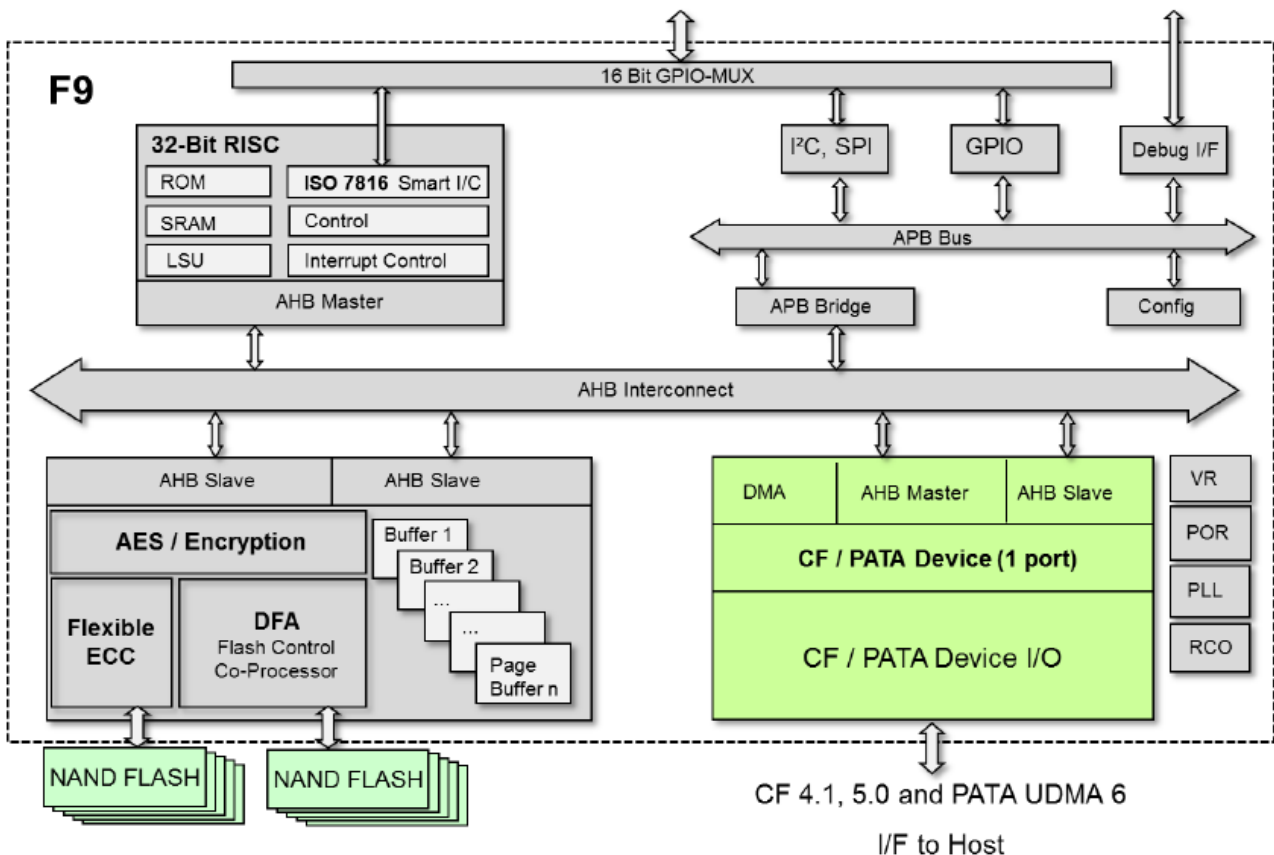 F9
16 Bit GPIO-MUX
32-Bit RISC
ROM
ISO 7816 Smart I/C
SRAM
Control
LSU
Interrupt Control
AHB Master
I²C, SPI
GPIO
Debug I/F
APB Bus
APB Bridge
Config
AHB Interconnect
AHB Slave
AHB Slave
AES / Encryption
Flexible
ECC
DFA
Flash Control
Co-Processor
Buffer 1
Buffer 2
...
...
Page
Buffer n
DMA
AHB Master
AHB Slave
CF / PATA Device (1 port)
CF / PATA Device I/O
VR
POR
PLL
RCO
NAND FLASH
NAND FLASH
CF 4.1, 5.0 and PATA UDMA 6
I/F to Host